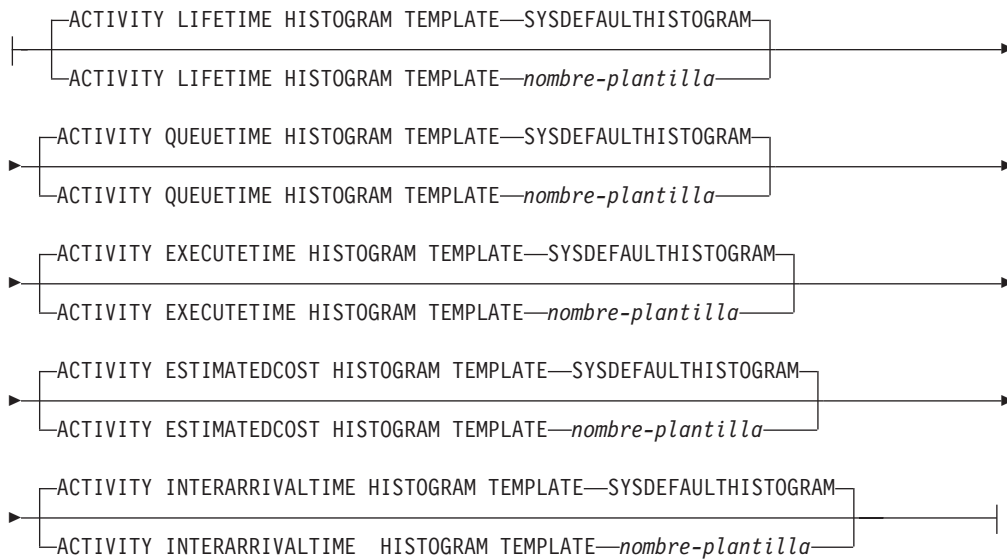 ACTIVITY LIFETIME HISTOGRAM TEMPLATE SYSDEFAULTHISTOGRAM
ACTIVITY LIFETIME HISTOGRAM TEMPLATE nombre-plantilla
ACTIVITY QUEUETIME HISTOGRAM TEMPLATE SYSDEFAULTHISTOGRAM
ACTIVITY QUEUETIME HISTOGRAM TEMPLATE nombre-plantilla
ACTIVITY EXECUTETIME HISTOGRAM TEMPLATE SYSDEFAULTHISTOGRAM
ACTIVITY EXECUTETIME HISTOGRAM TEMPLATE nombre-plantilla
ACTIVITY ESTIMATEDCOST HISTOGRAM TEMPLATE SYSDEFAULTHISTOGRAM
ACTIVITY ESTIMATEDCOST HISTOGRAM TEMPLATE nombre-plantilla
ACTIVITY INTERARRIVALTIME HISTOGRAM TEMPLATE SYSDEFAULTHISTOGRAM
ACTIVITY INTERARRIVALTIME HISTOGRAM TEMPLATE nombre-plantilla